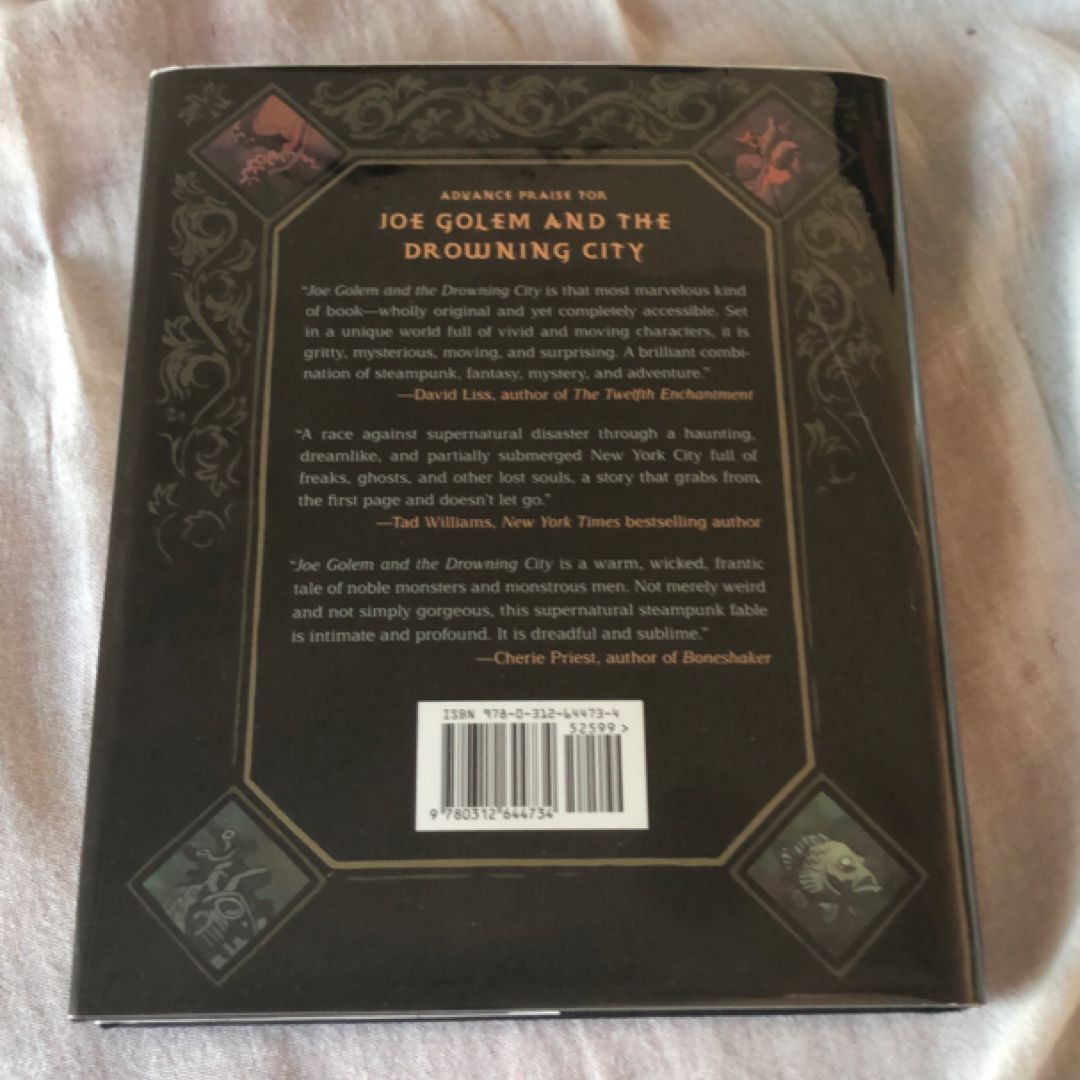 ADVANCE PRAISE FOR
JOE GOLEM AND THE
DROWNING CITY
“Joe Golem and the Drowning City is that most marvelous kind
of book—wholly original and yet completely accessible. Set
in a unique world full of vivid and moving characters, it is
gritty, mysterious, moving, and surprising. A brilliant combi-
nation of steampunk, fantasy, mystery, and adventure.”
—David Liss, author of The Twelfth Enchantment
“A race against supernatural disaster through a haunting,
dreamlike, and partially submerged New York City full of
freaks, ghosts, and other lost souls, a story that grabs from
the first page and doesn’t let go.”
—Tad Williams, New York Times bestselling author
“Joe Golem and the Drowning City is a warm, wicked, frantic
tale of noble monsters and monstrous men. Not merely weird
and not simply gorgeous, this supernatural steampunk fable
is intimate and profound. It is dreadful and sublime.”
—Cherie Priest, author of Boneshaker
ISBN 978-0-312-64473-4
52599>
9 780312 644734